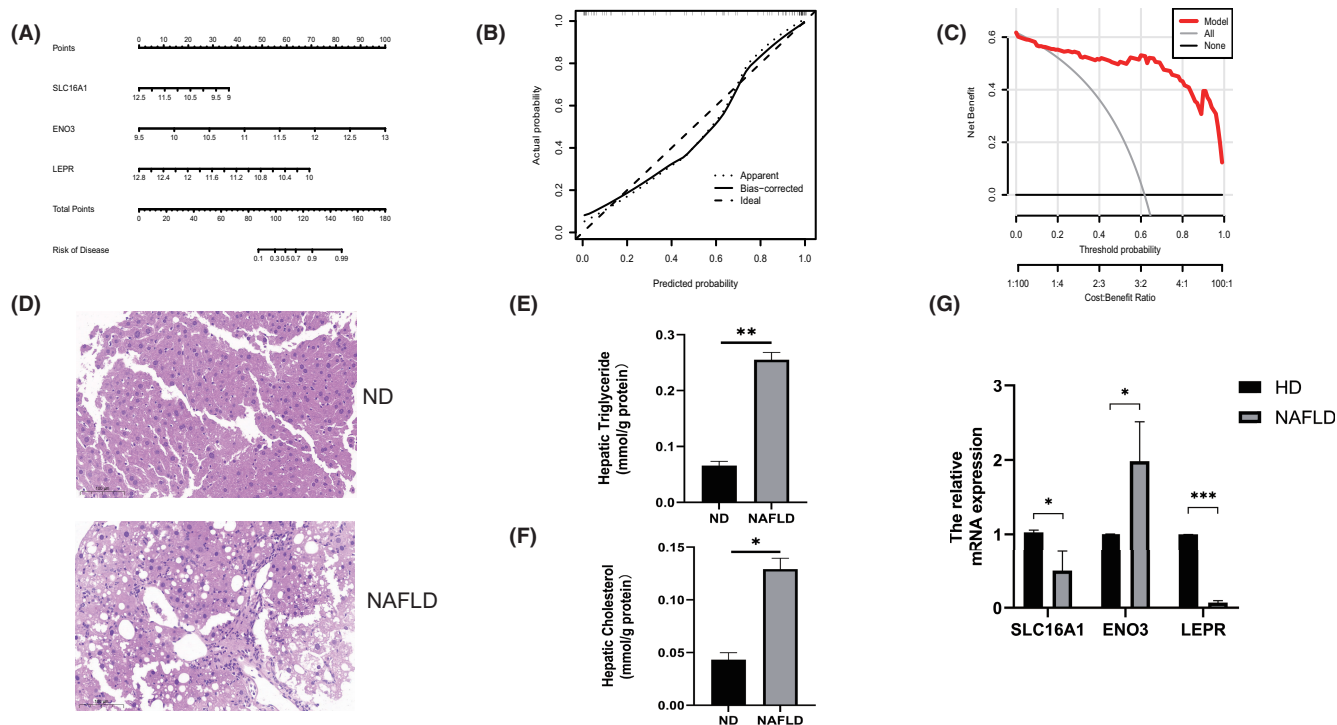 (A)
Points
0 10 20 30 40 50 60 70 80 90 100
SLC16A1
12.5 11.5 10.5 9.5 9
ENO3
9.5 10 10.5 11 11.5 12 12.5 13
LEPR
12.8 12.4 12 11.6 11.2 10.8 10.4 10
Total Points
0 20 40 60 80 100 120 140 160 180
Risk of Disease
0.1 0.3 0.5 0.7 0.9 0.99
(B)
Actual probability
1.0
0.8
0.6
0.4
0.2
0.0
Apparent
Bias-corrected
Ideal
0.0 0.2 0.4 0.6 0.8 1.0
Predicted probability
(C)
Net Benefit
0.6
0.4
0.2
0.0
Model
All
None
0.0 0.2 0.4 0.6 0.8 1.0
Threshold probability
1:100 1:4 2:3 3:2 4:1 100:1
Cost:Benefit Ratio
(D)
ND
100 μm
NAFLD
100 μm
(E)
Hepatic Triglyceride
(mmol/g protein)
0.3
0.2
0.1
0.0
**
ND NAFLD
(F)
Hepatic Cholesterol
(mmol/g protein)
0.15
0.10
0.05
0.00
*
ND NAFLD
(G)
The relative
mRNA expression
3
2
1
0
*
*
***
HD
NAFLD
SLC16A1 ENO3 LEPR